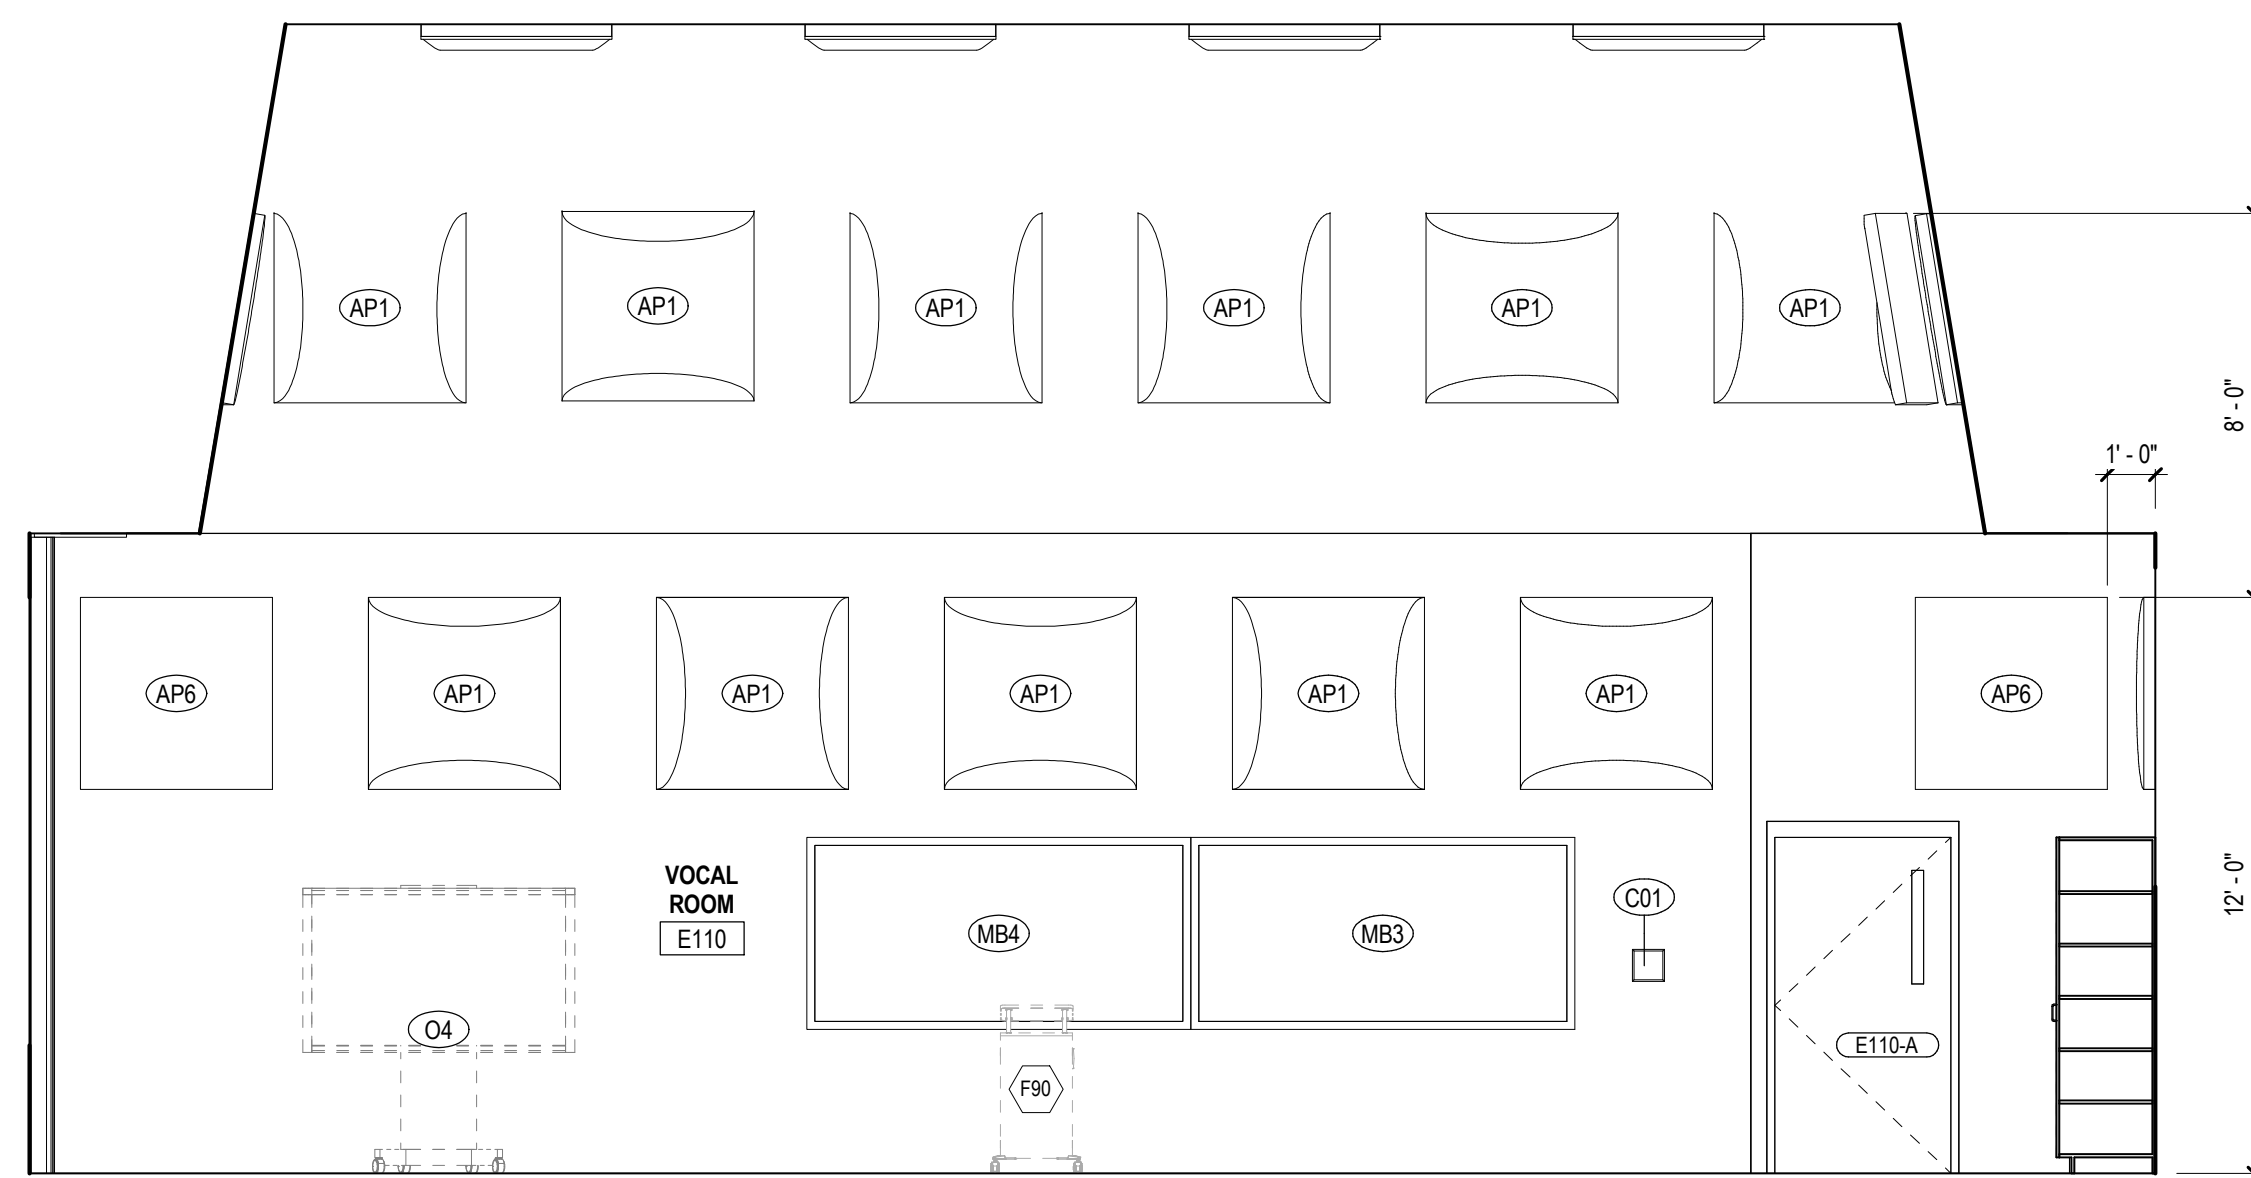 AP1 AP1 AP1 AP1 AP1 AP1
8' - 0"
1' - 0"
AP6 AP1 AP1 AP1 AP1 AP1 AP6
12' - 0"
VOCAL
ROOM
E110
C01
MB4 MB3
O4
E110-A
F90